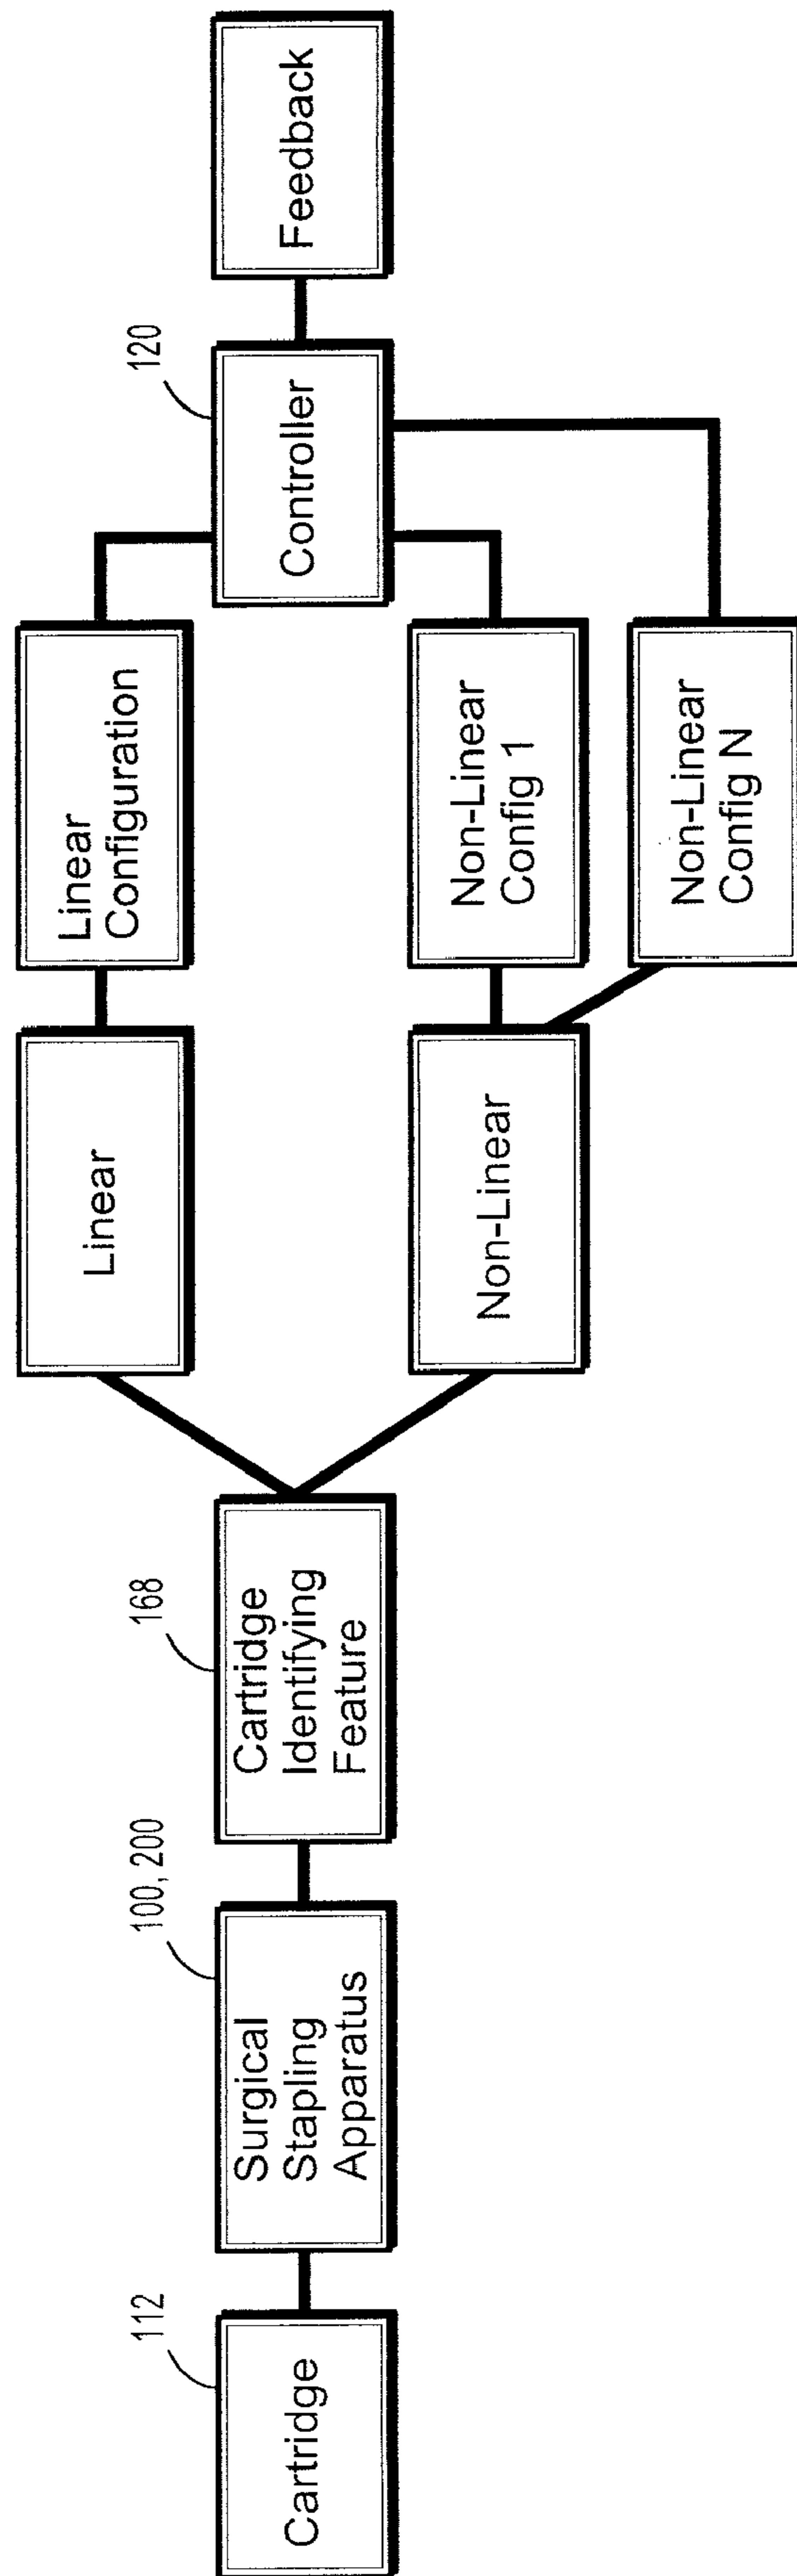 112
Cartridge
100, 200
Surgical
Stapling
Apparatus
168
Cartridge
Identifying
Feature
Linear
Non-Linear
Linear
Configuration
Non-Linear
Config 1
Non-Linear
Config N
120
Controller
Feedback